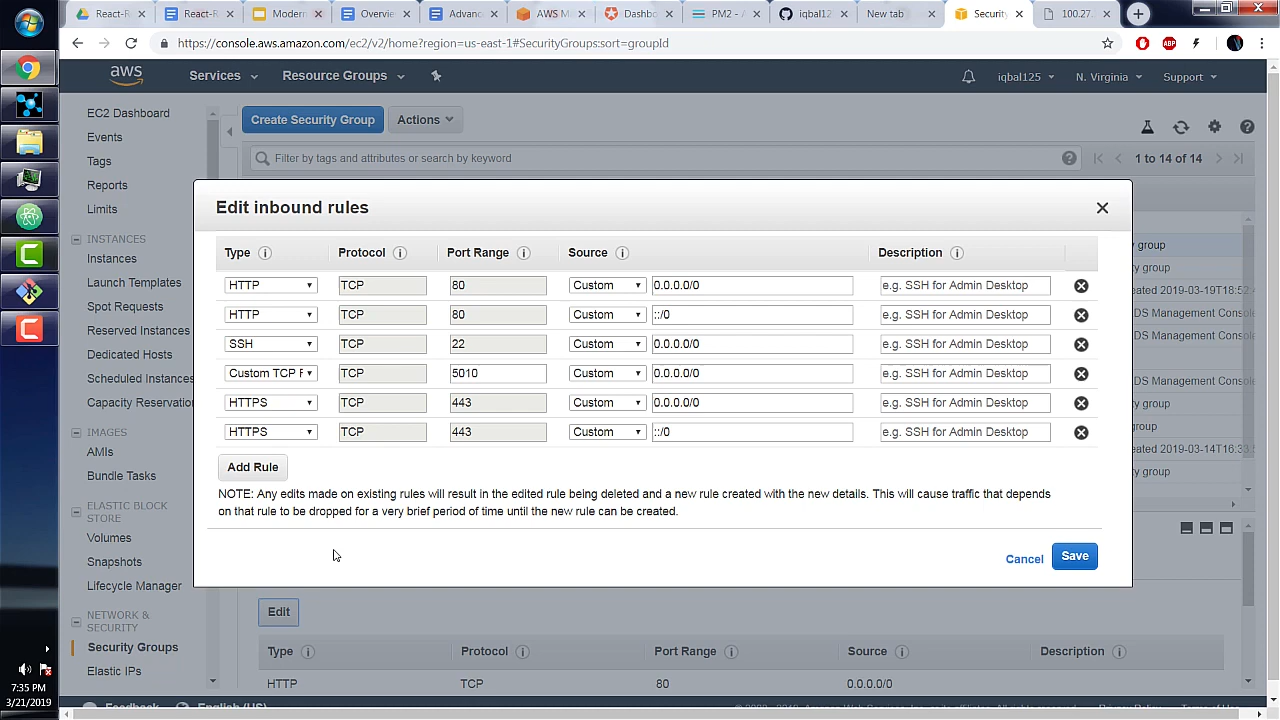 React-R
React-R
Modern
Overvie
Advanc
AWS M
Dashbo
PM2
iqbal12
New tab
Securit
100.27.
https://console.aws.amazon.com/ec2/v2/home?region=us-east-1#SecurityGroups:sort=groupId
ABP
aws
Services
Resource Groups
iqbal125
N. Virginia
Support
EC2 Dashboard
Events
Tags
Reports
Limits
INSTANCES
Instances
Launch Templates
Spot Requests
Reserved Instances
Dedicated Hosts
Scheduled Instances
Capacity Reservation
IMAGES
AMIs
Bundle Tasks
ELASTIC BLOCK
STORE
Volumes
Snapshots
Lifecycle Manager
NETWORK &
SECURITY
Security Groups
Elastic IPs
Create Security Group
Actions
Filter by tags and attributes or search by keyword
1 to 14 of 14
Edit inbound rules
Type Protocol Port Range Source Description
HTTP TCP 80 Custom 0.0.0.0/0 e.g. SSH for Admin Desktop
HTTP TCP 80 Custom ::/0 e.g. SSH for Admin Desktop
SSH TCP 22 Custom 0.0.0.0/0 e.g. SSH for Admin Desktop
Custom TCP F TCP 5010 Custom 0.0.0.0/0 e.g. SSH for Admin Desktop
HTTPS TCP 443 Custom 0.0.0.0/0 e.g. SSH for Admin Desktop
HTTPS TCP 443 Custom ::/0 e.g. SSH for Admin Desktop
Add Rule
NOTE: Any edits made on existing rules will result in the edited rule being deleted and a new rule created with the new details. This will cause traffic that depends
on that rule to be dropped for a very brief period of time until the new rule can be created.
Cancel
Save
y group
group
eated 2019-03-19T18:52:
DS Management Console
DS Management Console
group
DS Management Console
group
eated 2019-03-14T16:33:5
group
Edit
Type Protocol Port Range Source Description
HTTP TCP 80 0.0.0.0/0
Feedback
English (US)
7:35 PM
3/21/2019